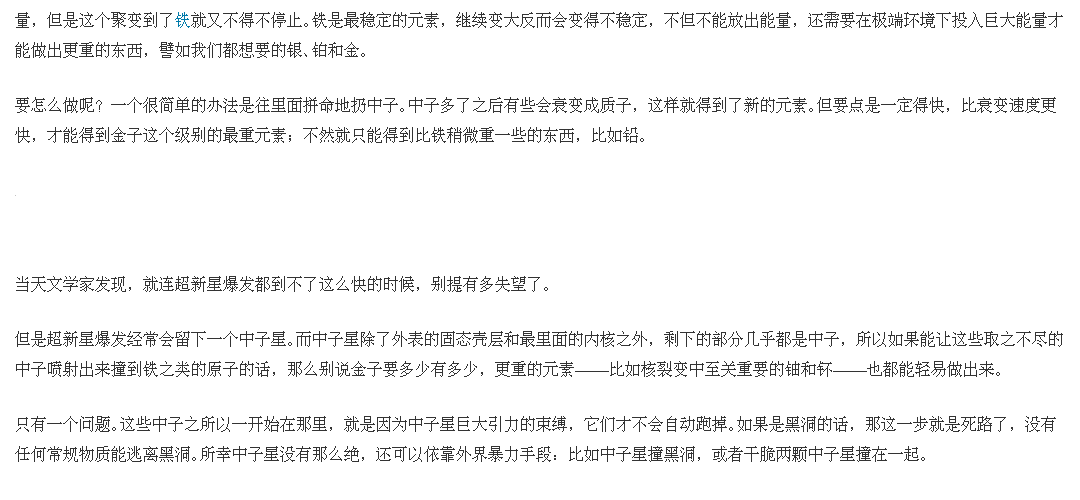 量，但是这个聚变到了铁就又不得不停止。铁是最稳定的元素，继续变大反而会变得不稳定，不但不能放出能量，还需要在极端环境下投入巨大能量才
能做出更重的东西，譬如我们都想要的银、铂和金。
要怎么做呢？一个很简单的办法是往里面拼命地扔中子。中子多了之后有些会衰变成质子，这样就得到了新的元素。但要点是一定得快，比衰变速度更
快，才能得到金子这个级别的最重元素；不然就只能得到比铁稍微重一些的东西，比如铅。
当天文学家发现，就连超新星爆发都到不了这么快的时候，别提有多失望了。
但是超新星爆发经常会留下一个中子星。而中子星除了外表的固态壳层和最里面的内核之外，剩下的部分几乎都是中子，所以如果能让这些取之不尽的
中子喷射出来撞到铁之类的原子的话，那么别说金子要多少有多少，更重的元素——比如核裂变中至关重要的铀和钚——也都能轻易做出来。
只有一个问题。这些中子之所以一开始在那里，就是因为中子星巨大引力的束缚，它们才不会自动跑掉。如果是黑洞的话，那这一步就是死路了，没有
任何常规物质能逃离黑洞。所幸中子星没有那么绝，还可以依靠外界暴力手段：比如中子星撞黑洞，或者干脆两颗中子星撞在一起。